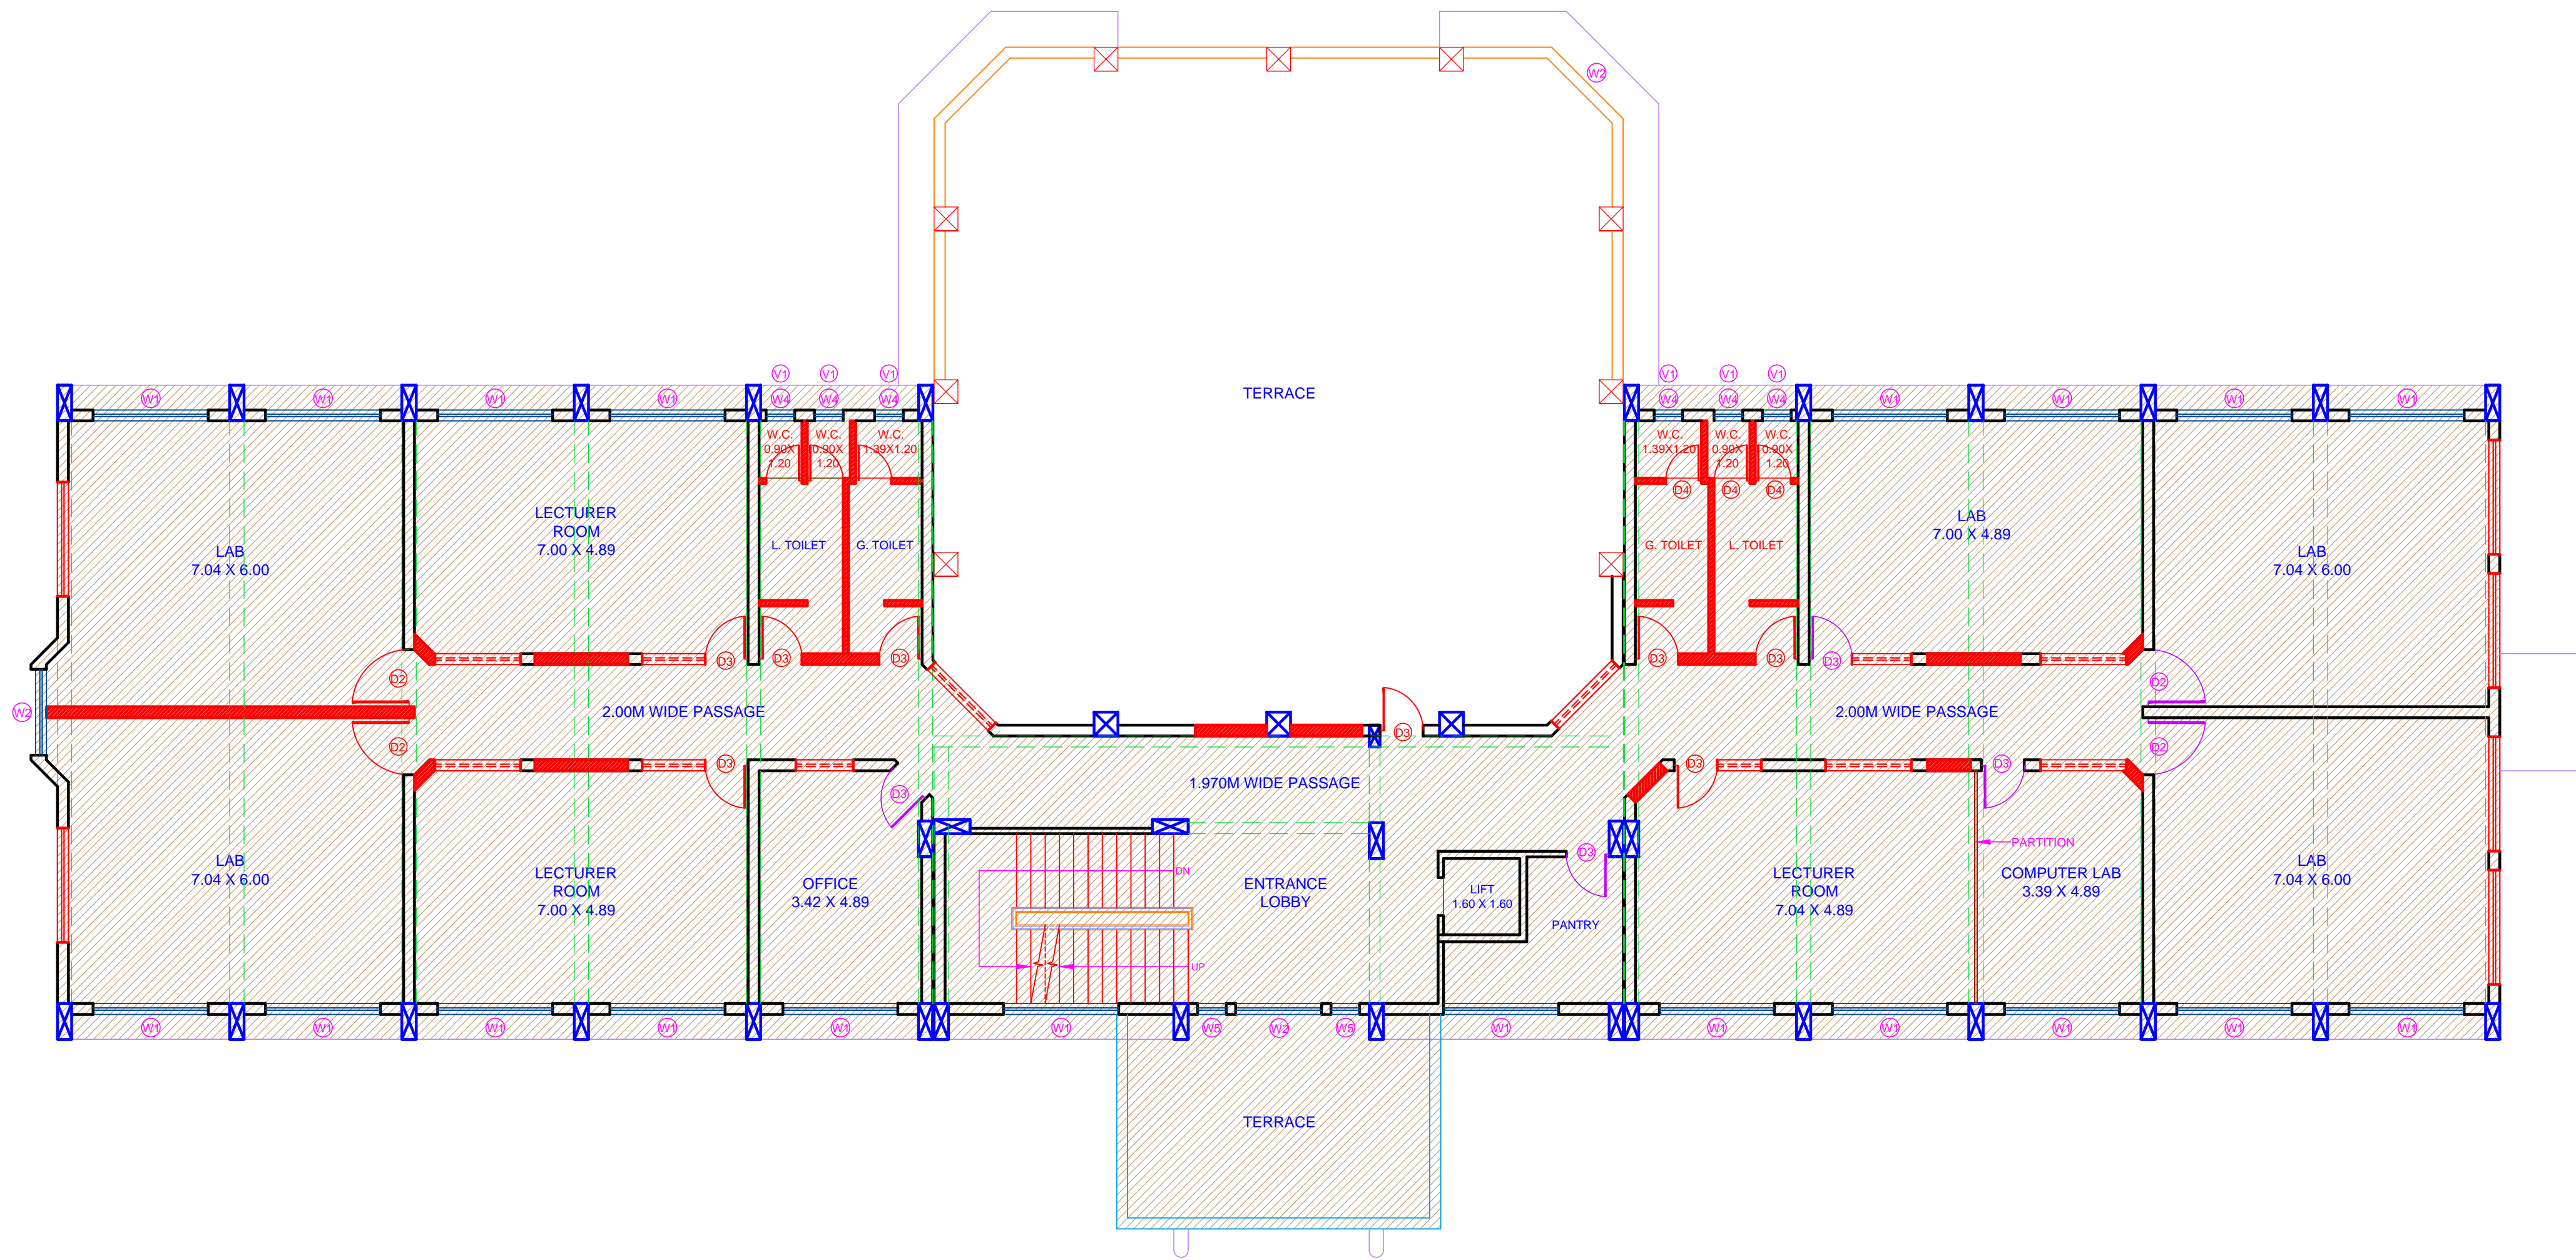 W2
TERRACE
V1
V1
V1
V1
V1
V1
W1
W1
W1
W1
W4
W4
W4
W4
W4
W4
W1
W1
W1
W1
W.C.
0.90X
1.20
W.C.
0.90X
1.20
W.C.
1.39X1.20
W.C.
1.39X1.20
W.C.
0.90X
1.20
W.C.
0.90X
1.20
D4
D4
D4
LAB
7.04 X 6.00
LECTURER
ROOM
7.00 X 4.89
L. TOILET
G. TOILET
G. TOILET
L. TOILET
LAB
7.00 X 4.89
LAB
7.04 X 6.00
D3
D3
D3
D3
D3
D3
D2
D2
W2
2.00M WIDE PASSAGE
2.00M WIDE PASSAGE
D3
D2
D2
D3
D3
D3
D3
1.970M WIDE PASSAGE
PARTITION
D3
LAB
7.04 X 6.00
LECTURER
ROOM
7.00 X 4.89
OFFICE
3.42 X 4.89
DN
UP
ENTRANCE
LOBBY
LIFT
1.60 X 1.60
PANTRY
LECTURER
ROOM
7.04 X 4.89
COMPUTER LAB
3.39 X 4.89
LAB
7.04 X 6.00
W1
W1
W1
W1
W1
W1
W5
W2
W5
W1
W1
W1
W1
W1
W1
TERRACE